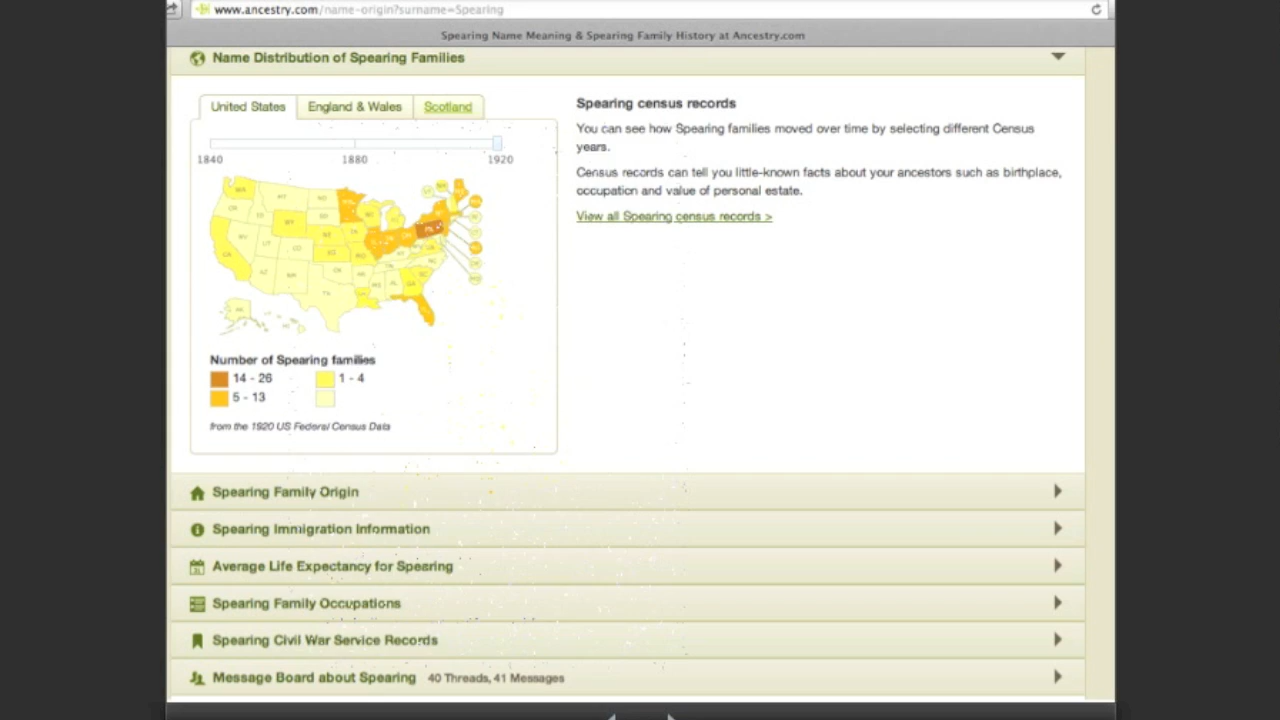 www.ancestry.com/name-origin?surname=Spearing
Spearing Name Meaning & Spearing Family History at Ancestry.com
Name Distribution of Spearing Families
United States
England & Wales
Scotland
1840
1880
1920
Spearing census records
You can see how Spearing families moved over time by selecting different Census
years.
Census records can tell you little-known facts about your ancestors such as birthplace,
occupation and value of personal estate.
View all Spearing census records >
Number of Spearing families
14 - 26
1 - 4
5 - 13
from the 1920 US Federal Census Data
Spearing Family Origin
Spearing Immigration Information
Average Life Expectancy for Spearing
Spearing Family Occupations
Spearing Civil War Service Records
Message Board about Spearing 40 Threads, 41 Messages